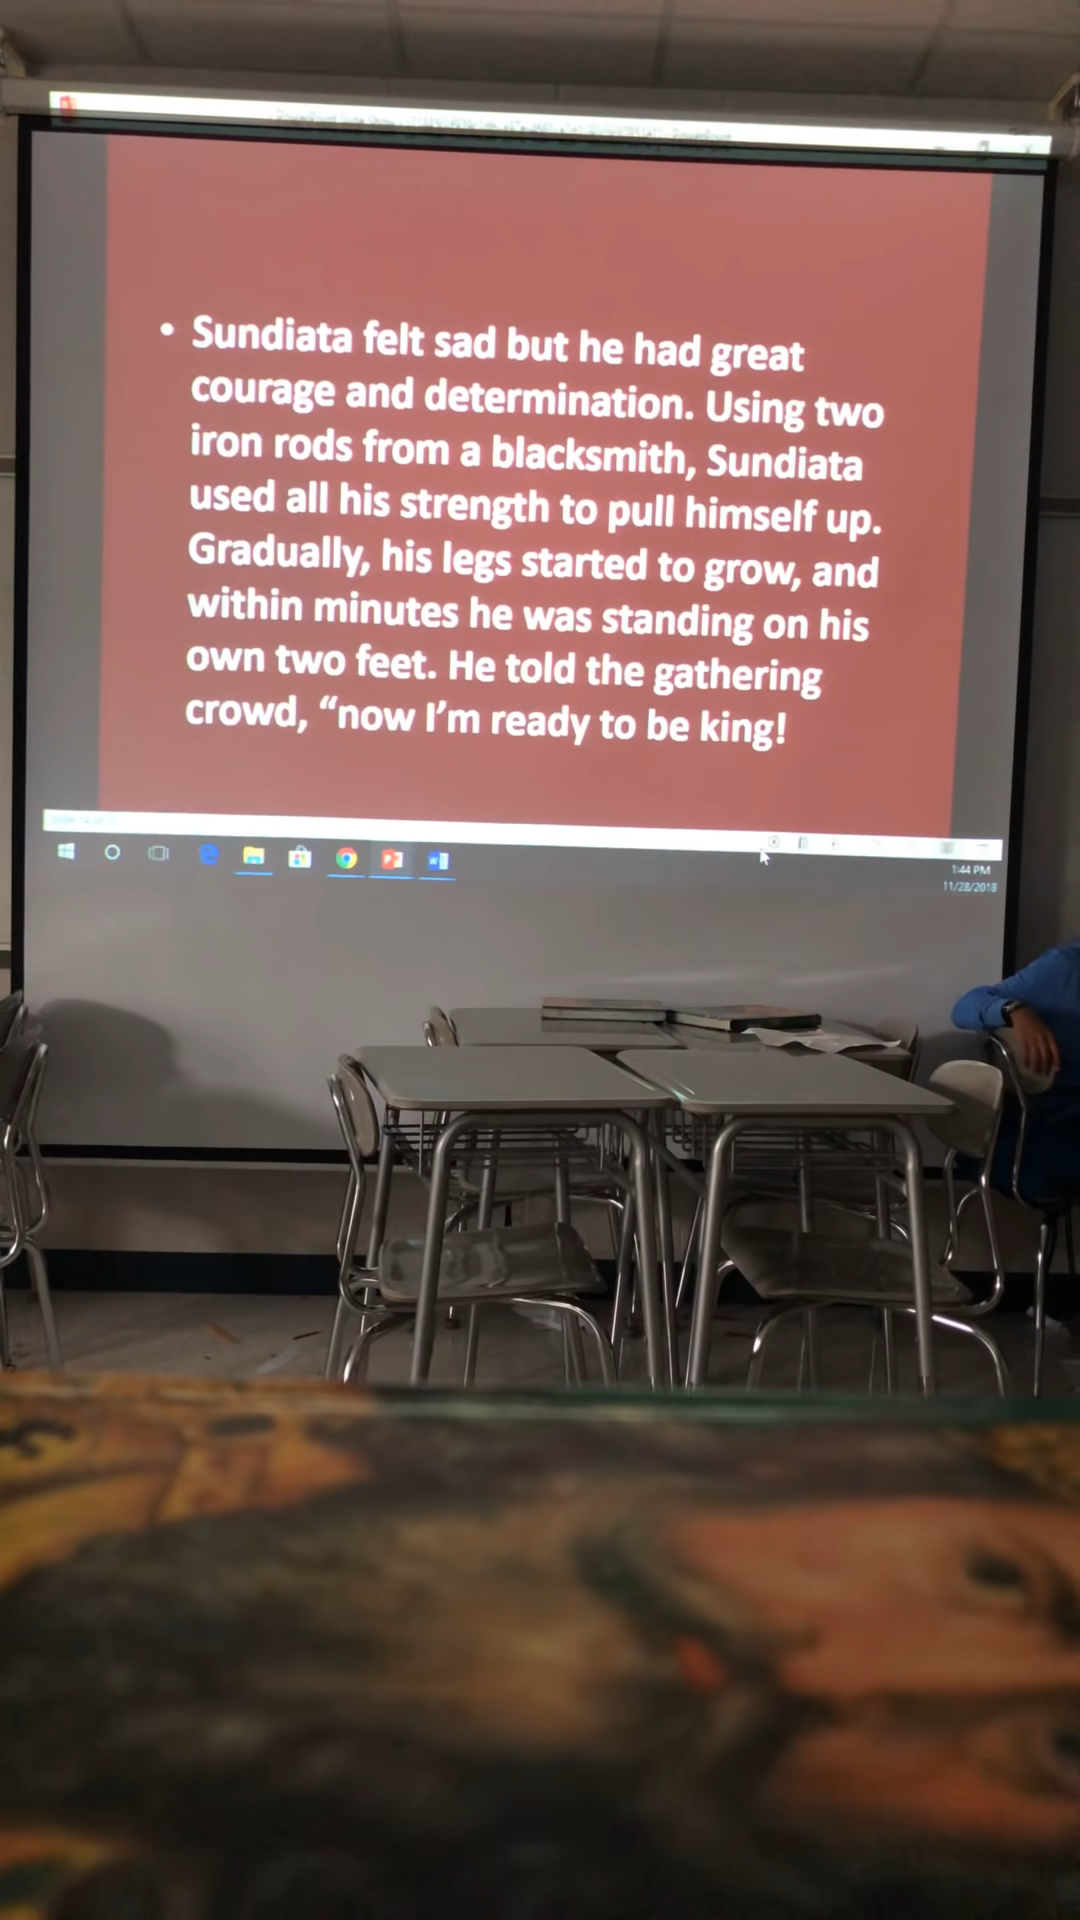 • Sundiata felt sad but he had great
courage and determination. Using two
iron rods from a blacksmith, Sundiata
used all his strength to pull himself up.
Gradually, his legs started to grow, and
within minutes he was standing on his
own two feet. He told the gathering
crowd, “now I’m ready to be king!
1:44 PM
11/28/2018